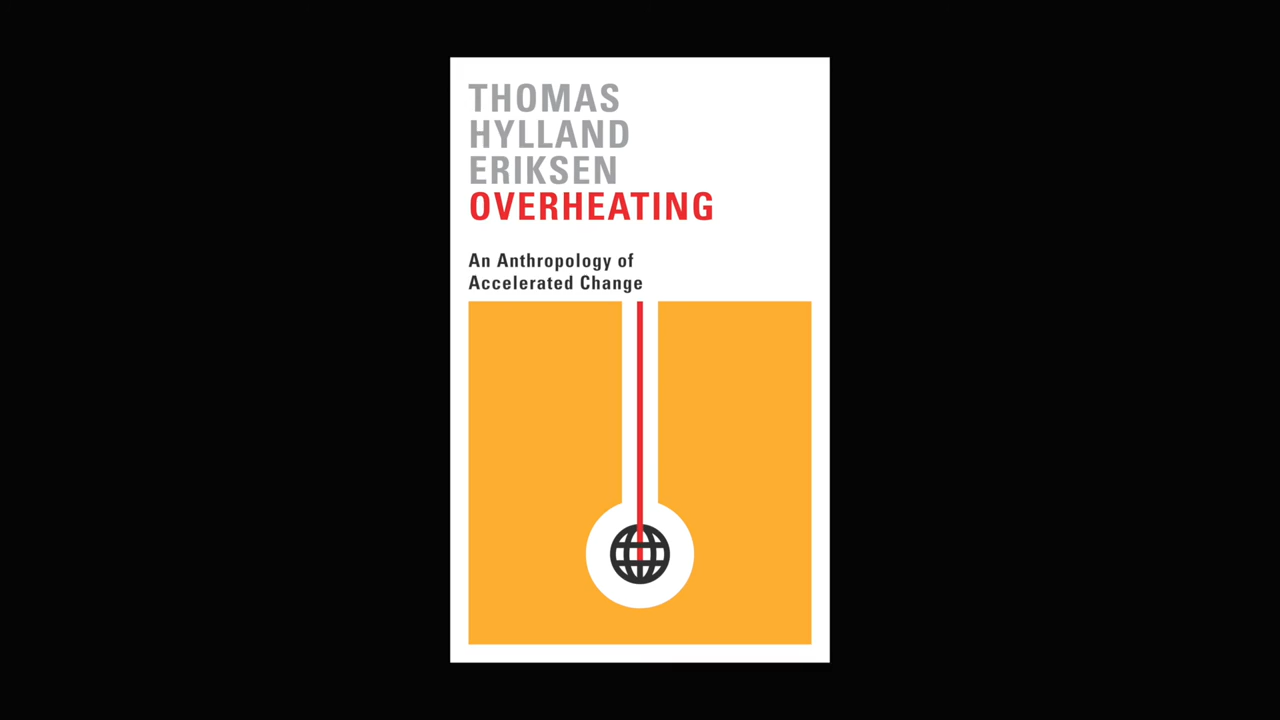 THOMAS
HYLLAND
ERIKSEN
OVERHEATING
An Anthropology of
Accelerated Change